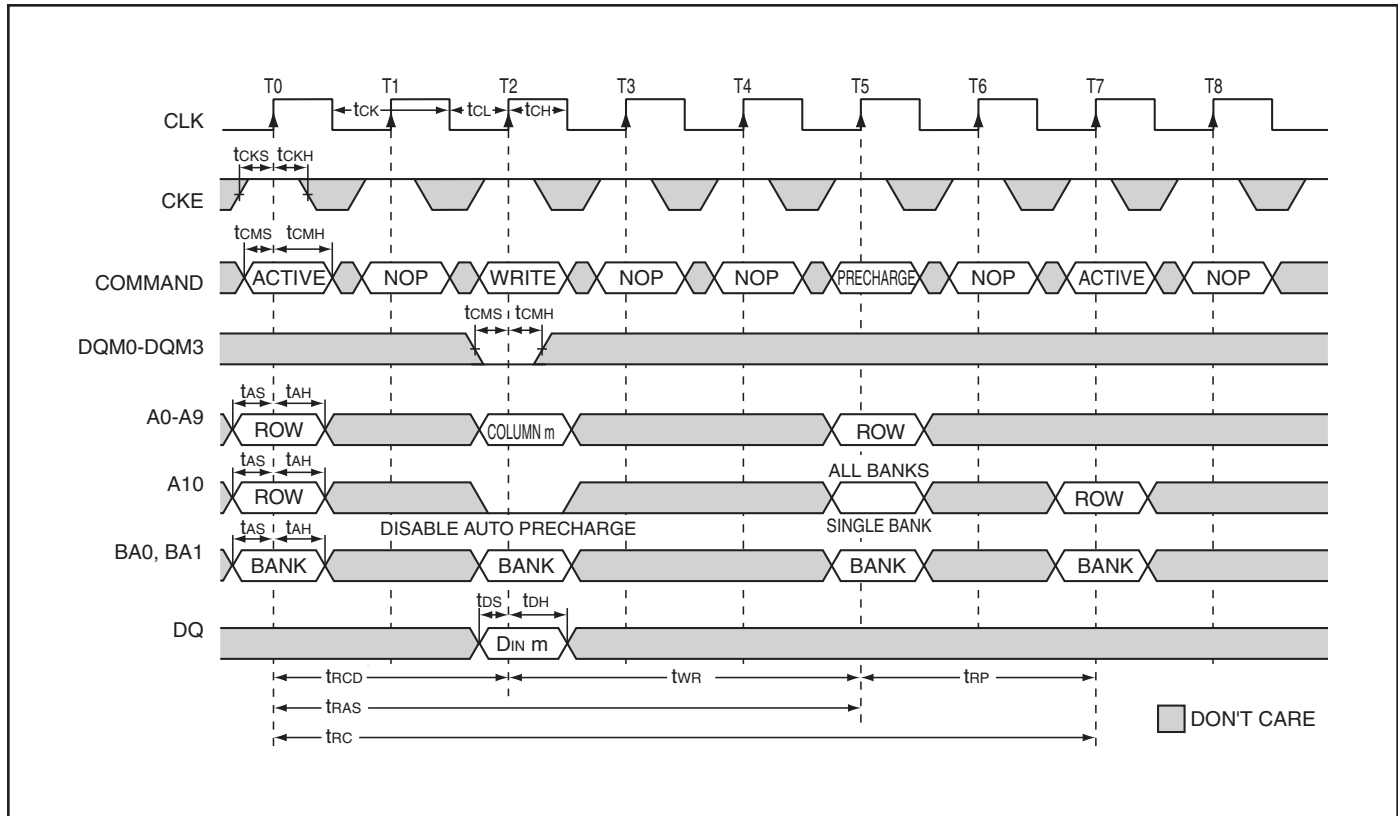 T0 T1 T2 T3 T4 T5 T6 T7 T8
CLK tCK tCL tCH
tCKS tCKH
CKE
tCMS tCMH
COMMAND ACTIVE NOP WRITE NOP NOP PRECHARGE NOP ACTIVE NOP
tCMS tCMH
DQM0-DQM3
tAS tAH
A0-A9 ROW COLUMN m ROW
tAS tAH ALL BANKS
A10 ROW ROW
tAS tAH DISABLE AUTO PRECHARGE SINGLE BANK
BA0, BA1 BANK BANK BANK BANK
tDS tDH
DQ DIN m
tRCD tWR tRP
tRAS
DON'T CARE
tRC